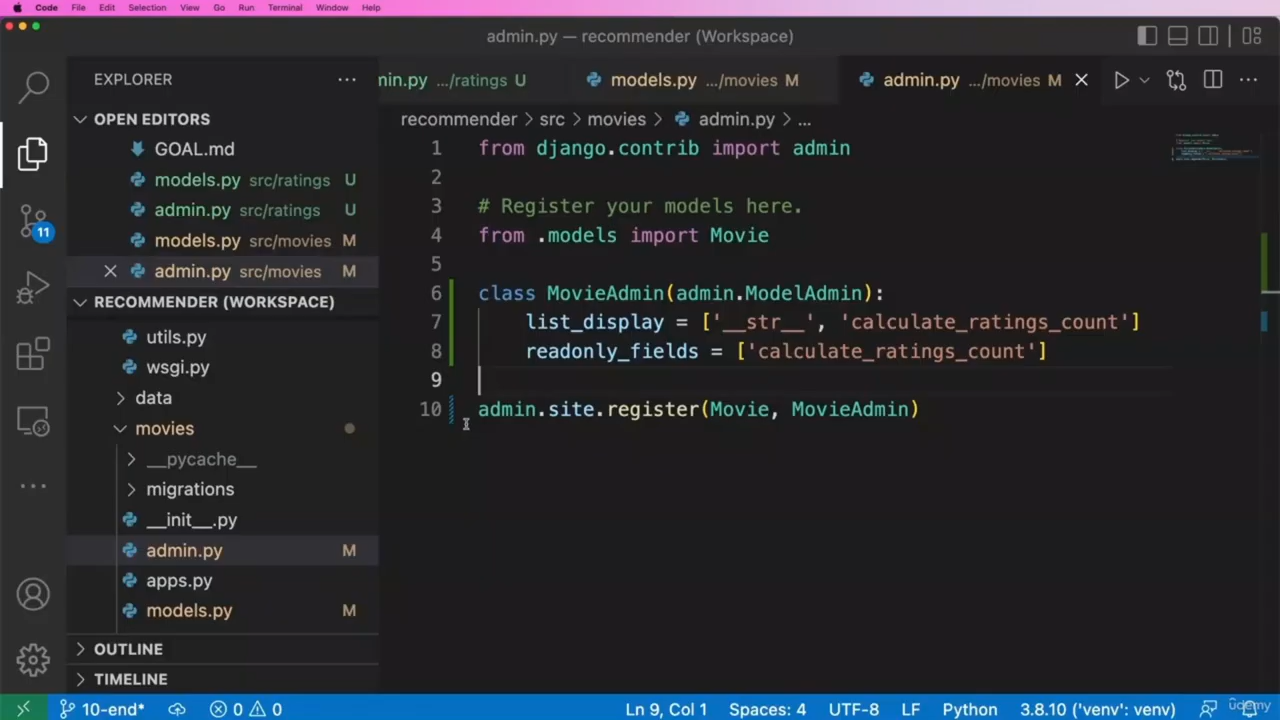 Code File Edit Selection View Go Run Terminal Window Help
admin.py — recommender (Workspace)
EXPLORER
min.py .../ratings U
models.py .../movies M
admin.py .../movies M
OPEN EDITORS
GOAL.md
models.py src/ratings U
admin.py src/ratings U
models.py src/movies M
admin.py src/movies M
RECOMMENDER (WORKSPACE)
utils.py
wsgi.py
data
movies
__pycache__
migrations
__init__.py
admin.py M
apps.py
models.py M
OUTLINE
TIMELINE
11
recommender > src > movies > admin.py > ...
1 from django.contrib import admin
2
3 # Register your models here.
4 from .models import Movie
5
6 class MovieAdmin(admin.ModelAdmin):
7 list_display = ['__str__', 'calculate_ratings_count']
8 readonly_fields = ['calculate_ratings_count']
9
10 admin.site.register(Movie, MovieAdmin)
10-end* 0 0 Ln 9, Col 1 Spaces: 4 UTF-8 LF Python 3.8.10 ('venv': venv)
udemy